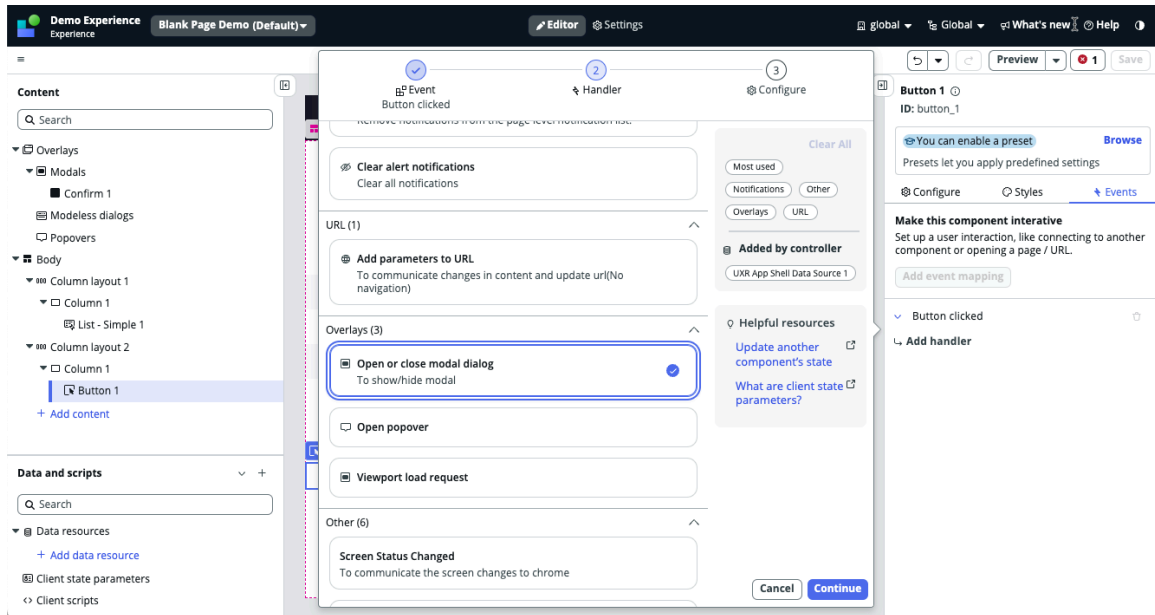 Demo Experience
Experience
Blank Page Demo (Default)
Editor
Settings
global
Global
What's new
Help
Preview
1
Save
Content
Search
Overlays
Modals
Confirm 1
Modeless dialogs
Popovers
Body
Column layout 1
Column 1
List - Simple 1
Column layout 2
Column 1
Button 1
+ Add content
Data and scripts
Search
Data resources
+ Add data resource
Client state parameters
Client scripts
Event
Button clicked
2
Handler
3
Configure
Remove notifications from the page level notification list.
Clear alert notifications
Clear all notifications
URL (1)
Add parameters to URL
To communicate changes in content and update url(No
navigation)
Overlays (3)
Open or close modal dialog
To show/hide modal
Open popover
Viewport load request
Other (6)
Screen Status Changed
To communicate the screen changes to chrome
Clear All
Most used
Notifications
Other
Overlays
URL
Added by controller
UXR App Shell Data Source 1
Helpful resources
Update another
component's state
What are client state
parameters?
Cancel
Continue
Button 1
ID: button_1
You can enable a preset
Browse
Presets let you apply predefined settings
Configure
Styles
Events
Make this component interative
Set up a user interaction, like connecting to another
component or opening a page / URL.
Add event mapping
Button clicked
Add handler